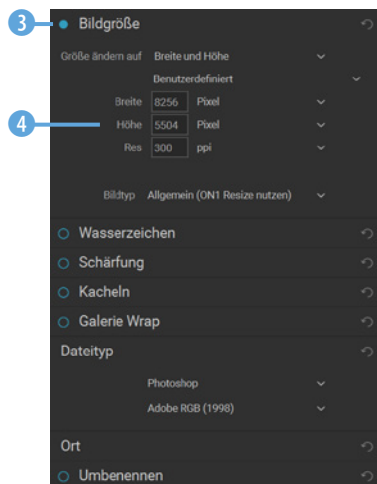 3 Bildgröße
Größe ändern auf Breite und Höhe
Benutzerdefiniert
Breite 8256 Pixel
4 Höhe 5504 Pixel
Res 300 ppi
Bildtyp Allgemein (ON1 Resize nutzen)
Wasserzeichen
Schärfung
Kacheln
Galerie Wrap
Dateityp
Photoshop
Adobe RGB (1998)
Ort
Umbenennen